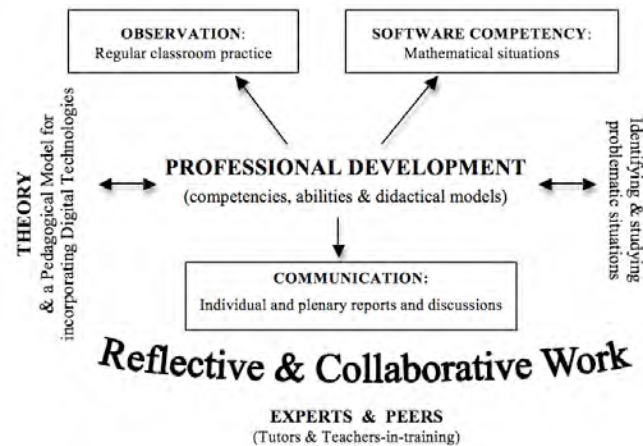 OBSERVATION:
Regular classroom practice
SOFTWARE COMPETENCY:
Mathematical situations
THEORY
& a Pedagogical Model for
incorporating Digital Technologies
PROFESSIONAL DEVELOPMENT
(competencies, abilities & didactical models)
Identifying & studying
problematic situations
COMMUNICATION:
Individual and plenary reports and discussions
Reflective & Collaborative Work
EXPERTS & PEERS
(Tutors & Teachers-in-training)